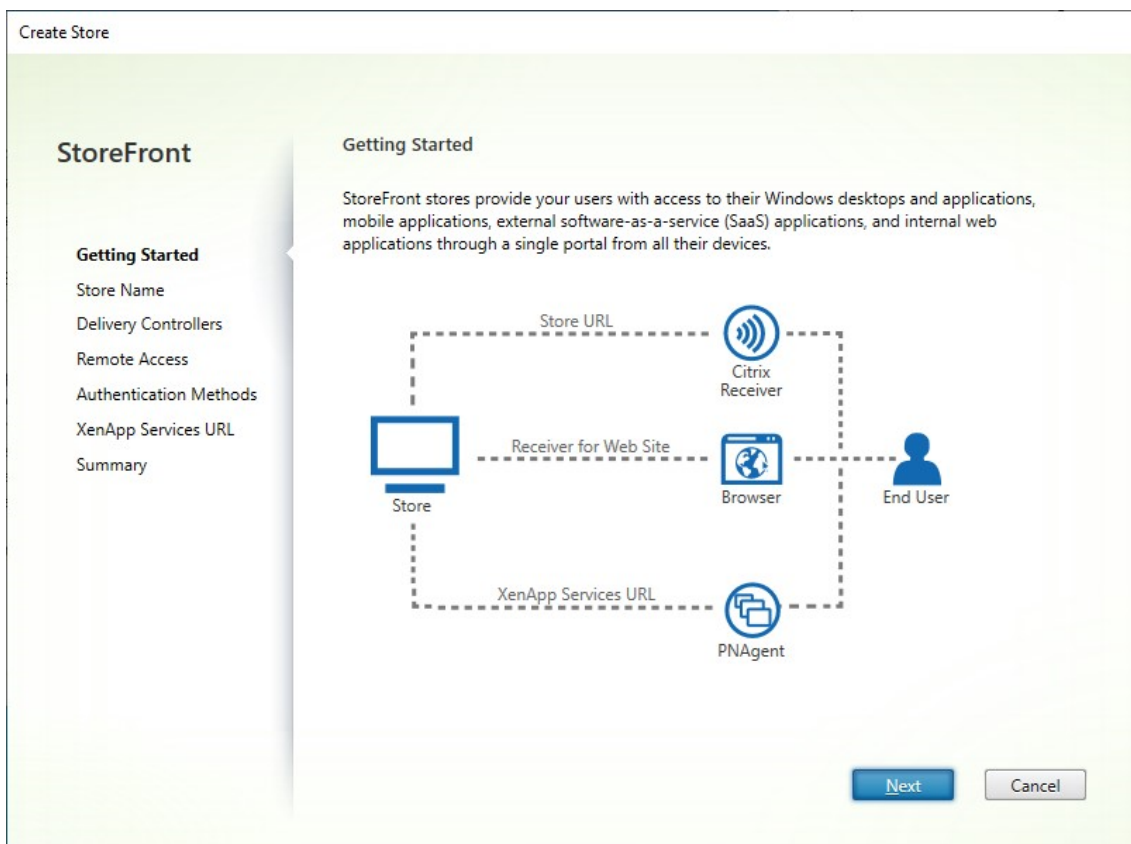 Create Store
StoreFront
Getting Started
Store Name
Delivery Controllers
Remote Access
Authentication Methods
XenApp Services URL
Summary
Getting Started
StoreFront stores provide your users with access to their Windows desktops and applications,
mobile applications, external software-as-a-service (SaaS) applications, and internal web
applications through a single portal from all their devices.
Store URL
Citrix
Receiver
Receiver for Web Site
Store
Browser
End User
XenApp Services URL
PNAgent
Next
Cancel